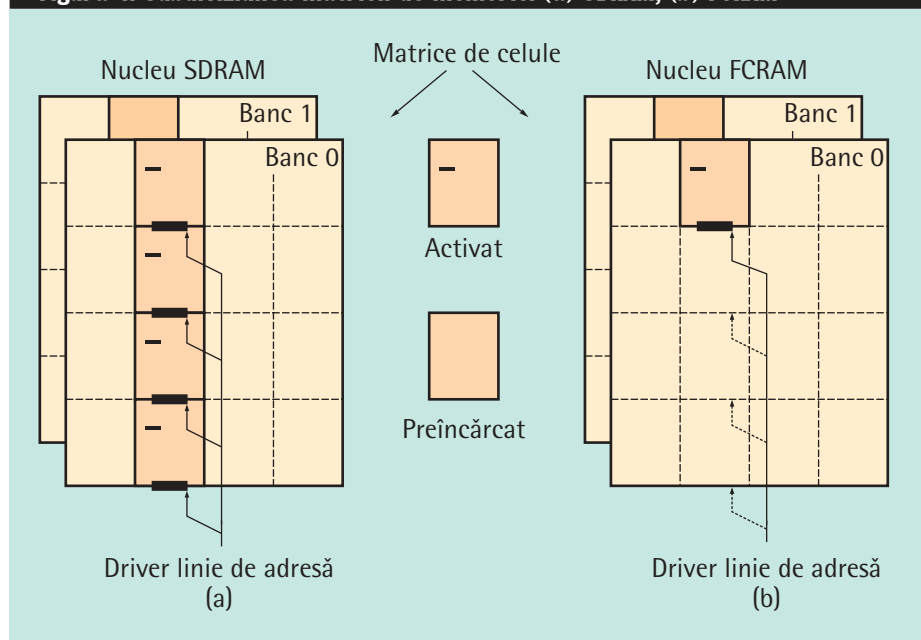 Matrice de celule
Nucleu SDRAM
Nucleu FCRAM
Banc 1
Banc 0
Banc 1
Banc 0
Activat
Preîncărcat
Driver linie de adresă
(a)
Driver linie de adresă
(b)